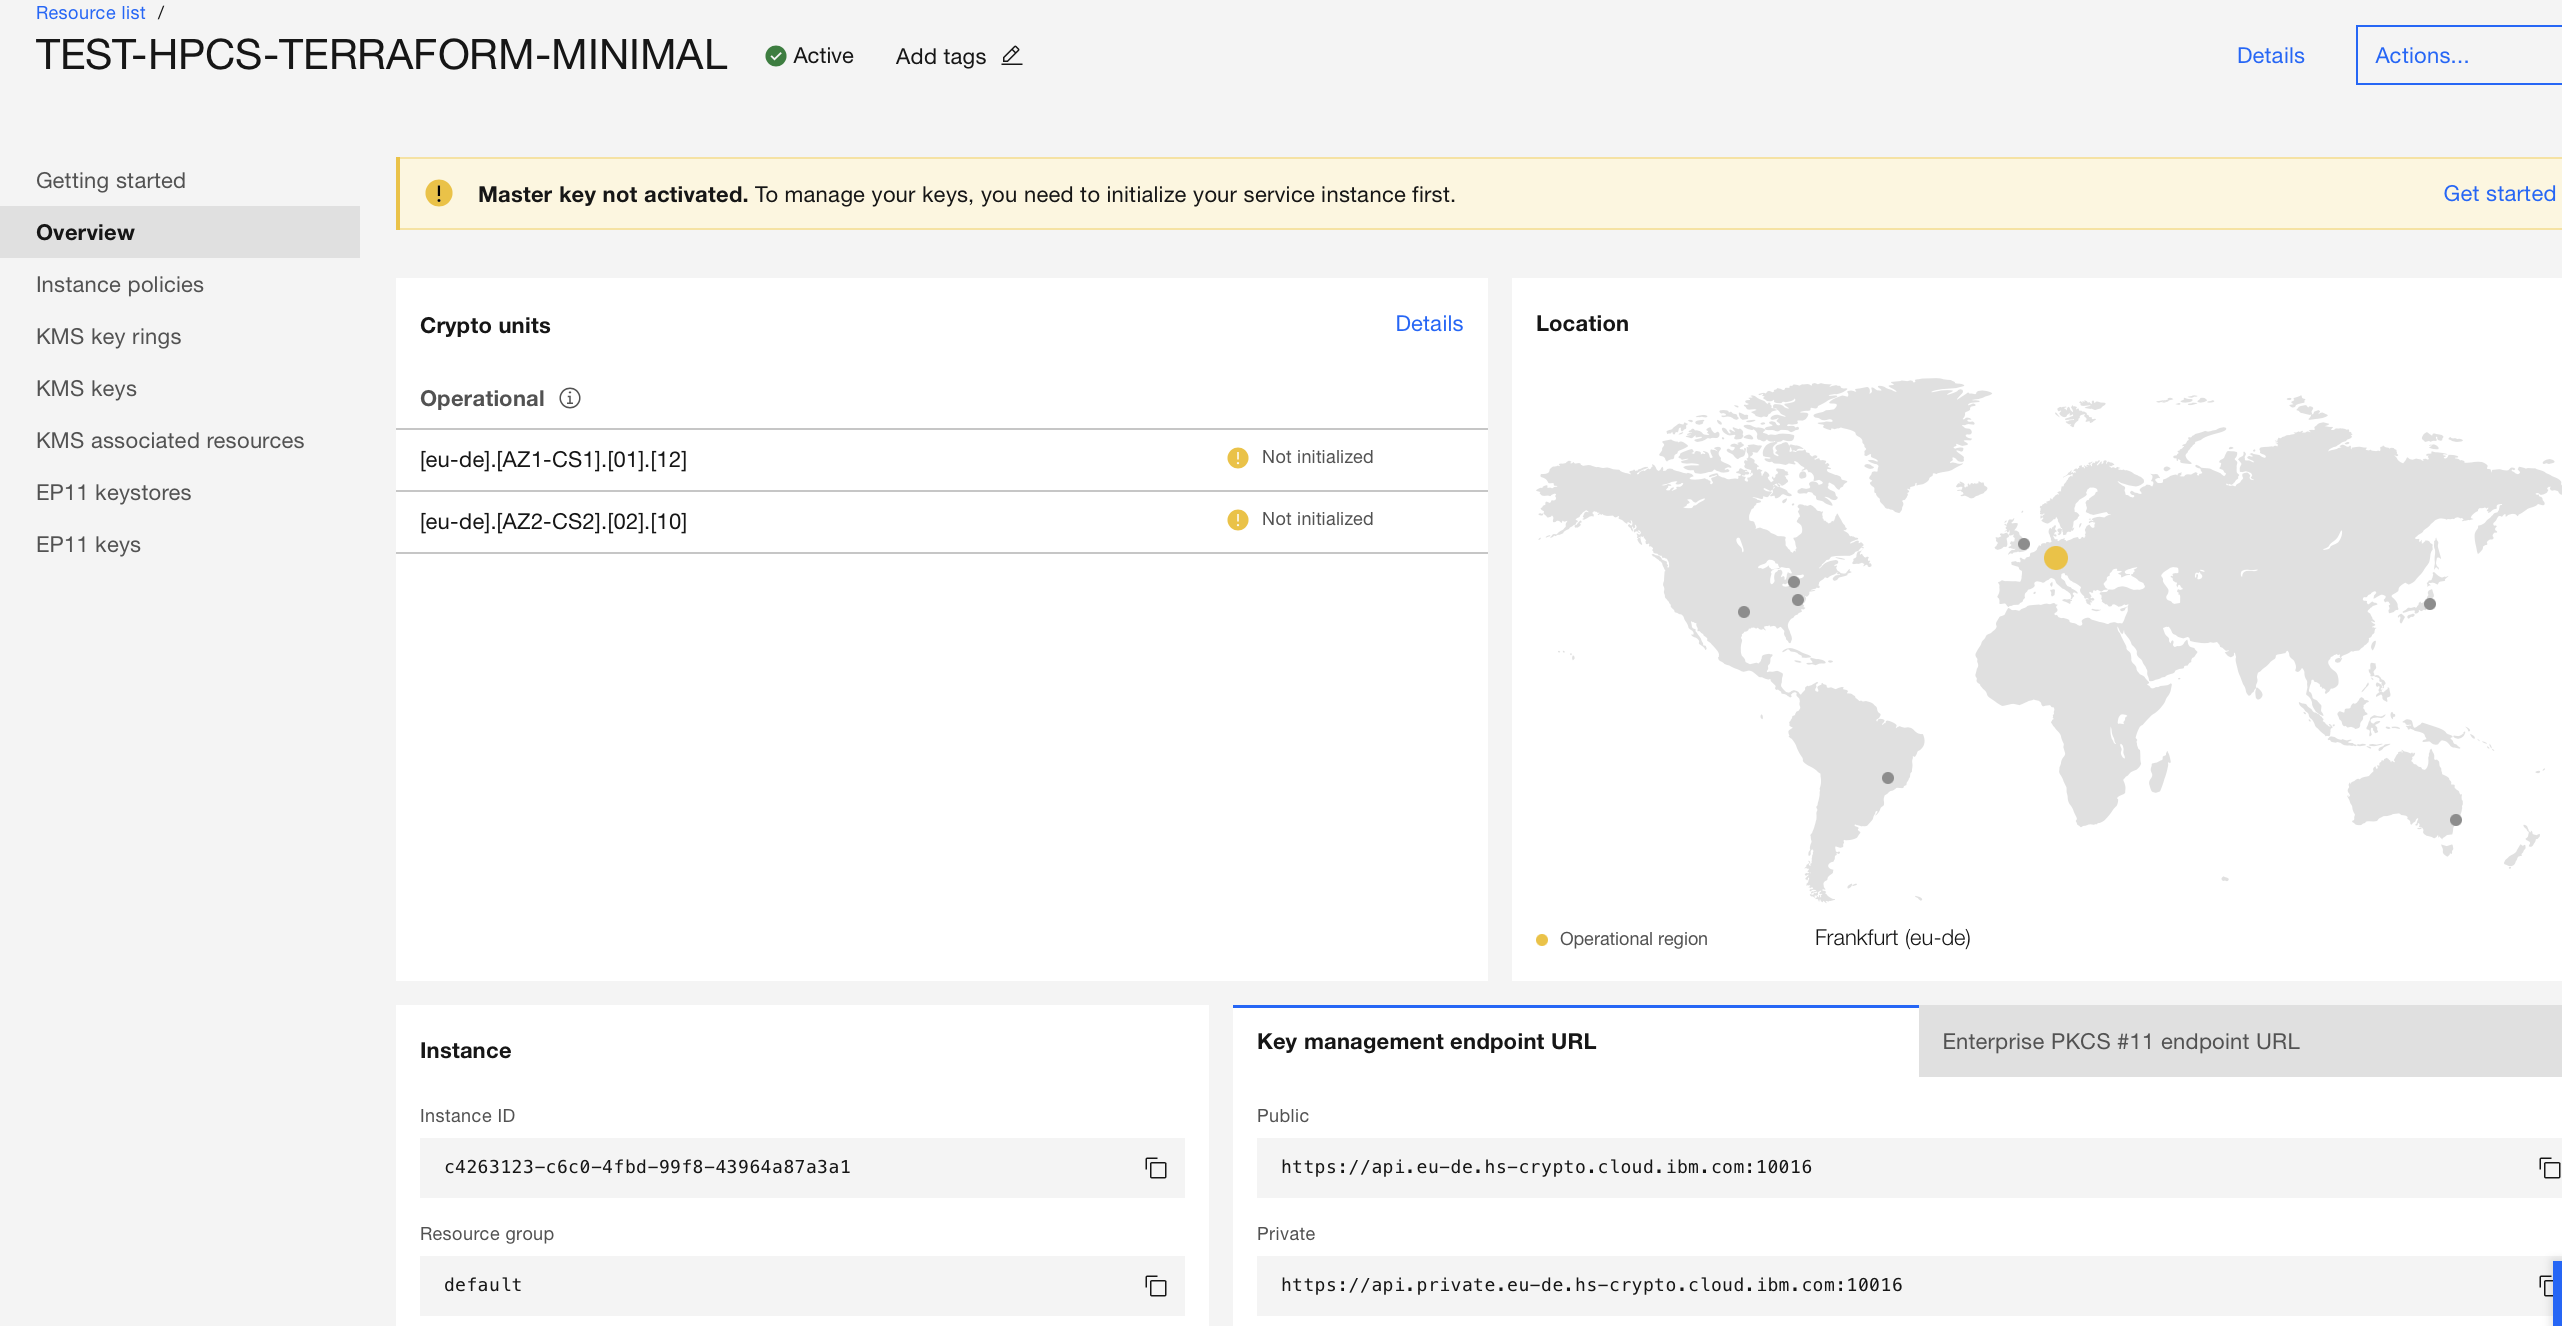 Resource list /
TEST-HPCS-TERRAFORM-MINIMAL Active Add tags Details Actions...
Getting started
Overview
Instance policies
KMS key rings
KMS keys
KMS associated resources
EP11 keystores
EP11 keys
Master key not activated. To manage your keys, you need to initialize your service instance first. Get started
Crypto units Details
Operational
[eu-de].[AZ1-CS1].[01].[12] Not initialized
[eu-de].[AZ2-CS2].[02].[10] Not initialized
Location
Operational region Frankfurt (eu-de)
Instance
Instance ID
c4263123-c6c0-4fbd-99f8-43964a87a3a1
Resource group
default
Key management endpoint URL Enterprise PKCS #11 endpoint URL
Public
https://api.eu-de.hs-crypto.cloud.ibm.com:10016
Private
https://api.private.eu-de.hs-crypto.cloud.ibm.com:10016